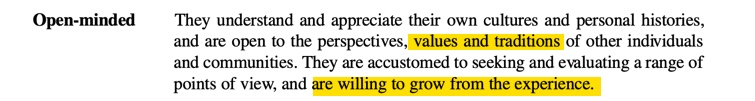 Open-minded They understand and appreciate their own cultures and personal histories,
and are open to the perspectives, values and traditions of other individuals
and communities. They are accustomed to seeking and evaluating a range of
points of view, and are willing to grow from the experience.